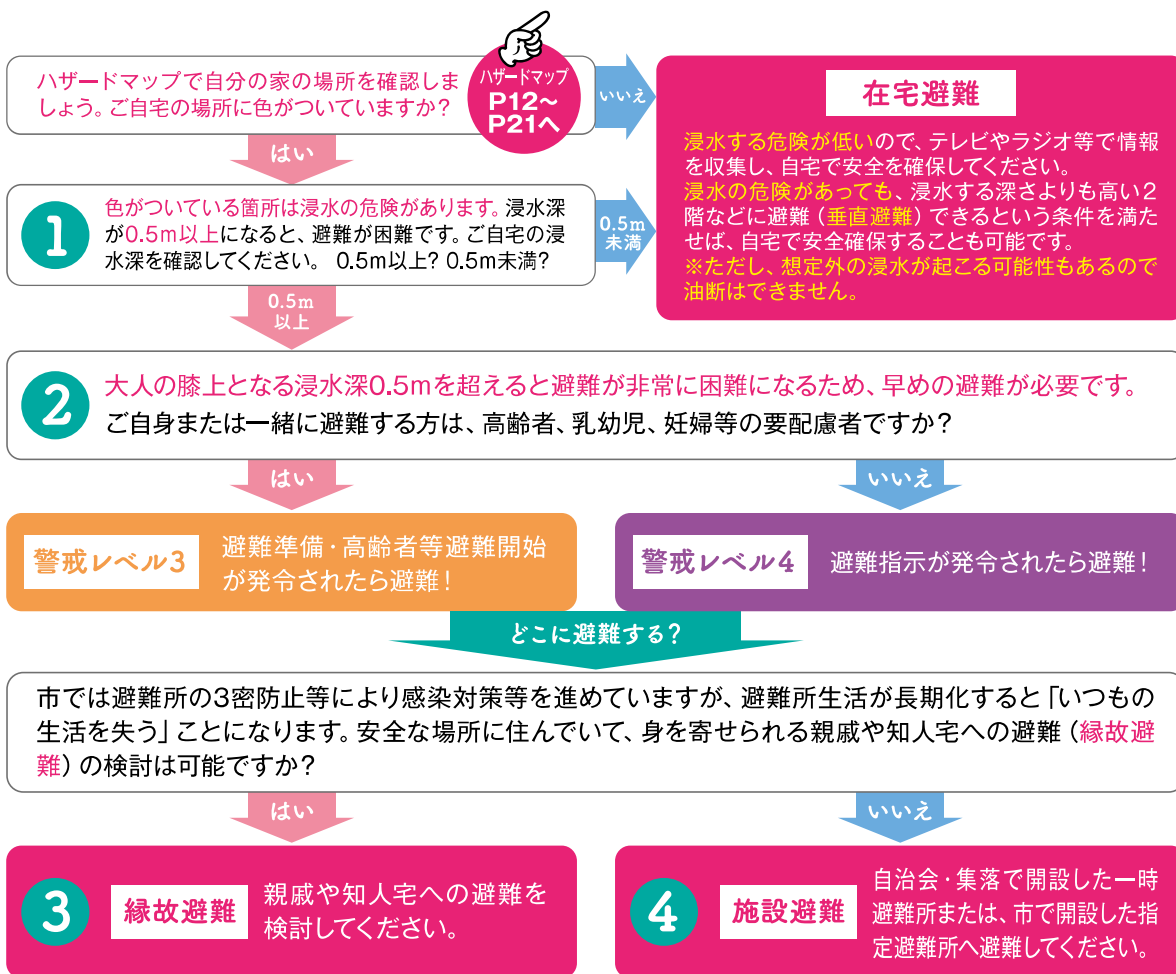 ハザードマップで自分の家の場所を確認しま
しょう。ご自宅の場所に色がついていますか?
ハザードマップ
P12〜
P21へ
いいえ
在宅避難
浸水する危険が低いので、テレビやラジオ等で情報
を収集し、自宅で安全を確保してください。
浸水の危険があっても、浸水する深さよりも高い2
階などに避難(垂直避難)できるという条件を満た
せば、自宅で安全確保することも可能です。
※ただし、想定外の浸水が起こる可能性もあるので
油断はできません。
はい
1
色がついている箇所は浸水の危険があります。浸水深
が0.5m以上になると、避難が困難です。ご自宅の浸
水深を確認してください。 0.5m以上? 0.5m未満?
0.5m
未満
0.5m
以上
2
大人の膝上となる浸水深0.5mを超えると避難が非常に困難になるため、早めの避難が必要です。
ご自身または一緒に避難する方は、高齢者、乳幼児、妊婦等の要配慮者ですか?
はい
いいえ
警戒レベル3
避難準備・高齢者等避難開始
が発令されたら避難!
警戒レベル4
避難指示が発令されたら避難!
どこに避難する?
市では避難所の3密防止等により感染対策等を進めていますが、避難所生活が長期化すると「いつもの
生活を失う」ことになります。安全な場所に住んでいて、身を寄せられる親戚や知人宅への避難(縁故避
難)の検討は可能ですか?
はい
いいえ
3
縁故避難
親戚や知人宅への避難を
検討してください。
4
施設避難
自治会・集落で開設した一時
避難所または、市で開設した指
定避難所へ避難してください。